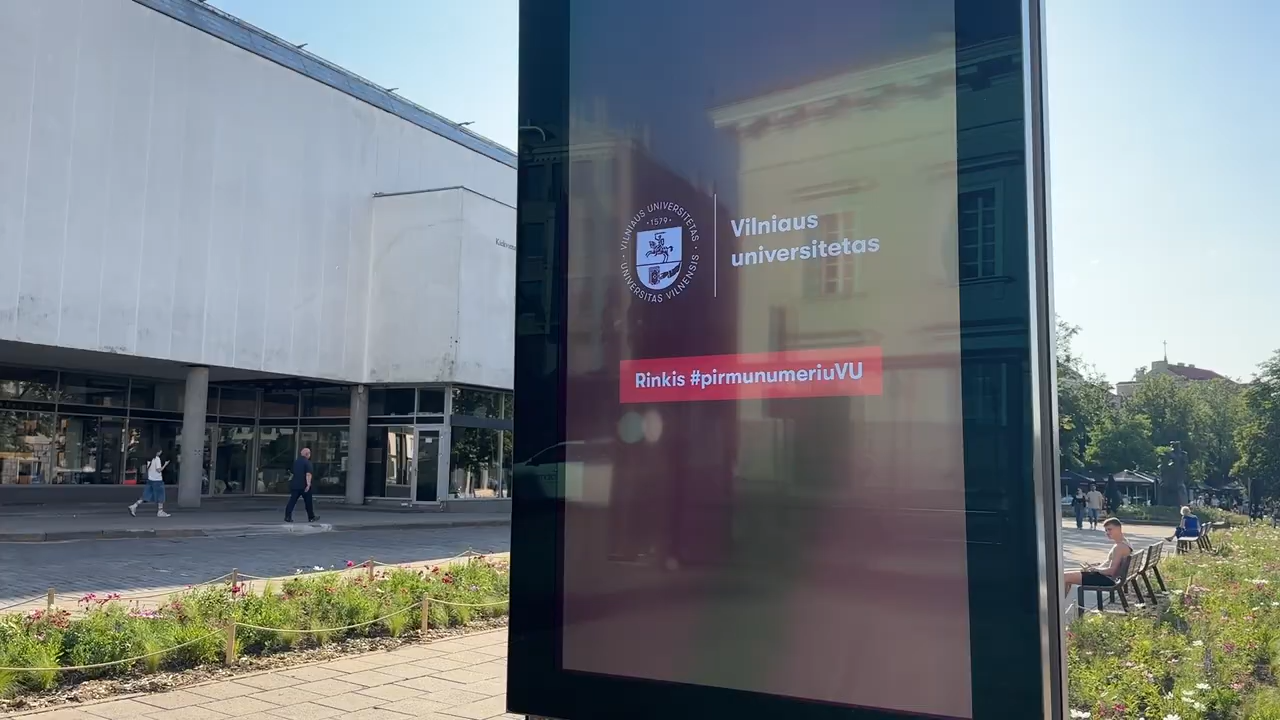 VILNIAUS UNIVERSITETAS
·1579·
UNIVERSITAS VILNENSIS
Vilniaus
universitetas
Rinkis #pirmunumeriuVU